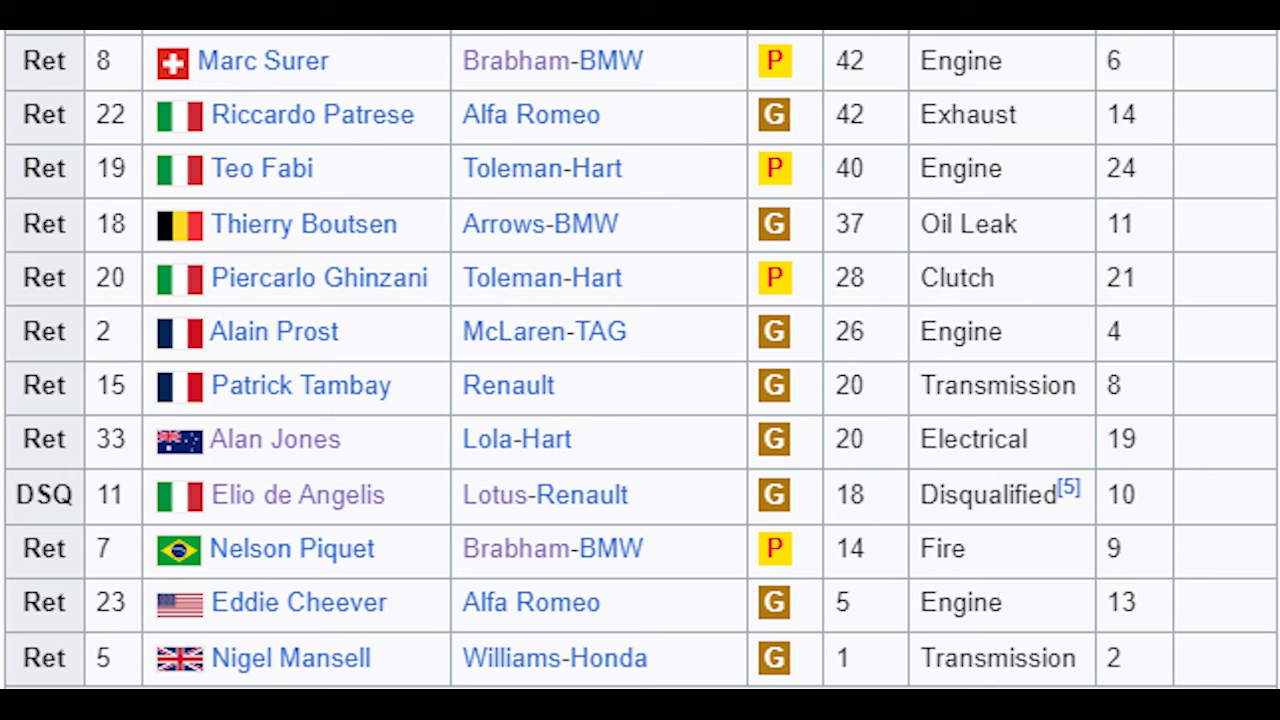 Ret 8 Marc Surer Brabham-BMW P 42 Engine 6
Ret 22 Riccardo Patrese Alfa Romeo G 42 Exhaust 14
Ret 19 Teo Fabi Toleman-Hart P 40 Engine 24
Ret 18 Thierry Boutsen Arrows-BMW G 37 Oil Leak 11
Ret 20 Piercarlo Ghinzani Toleman-Hart P 28 Clutch 21
Ret 2 Alain Prost McLaren-TAG G 26 Engine 4
Ret 15 Patrick Tambay Renault G 20 Transmission 8
Ret 33 Alan Jones Lola-Hart G 20 Electrical 19
DSQ 11 Elio de Angelis Lotus-Renault G 18 Disqualified[5] 10
Ret 7 Nelson Piquet Brabham-BMW P 14 Fire 9
Ret 23 Eddie Cheever Alfa Romeo G 5 Engine 13
Ret 5 Nigel Mansell Williams-Honda G 1 Transmission 2